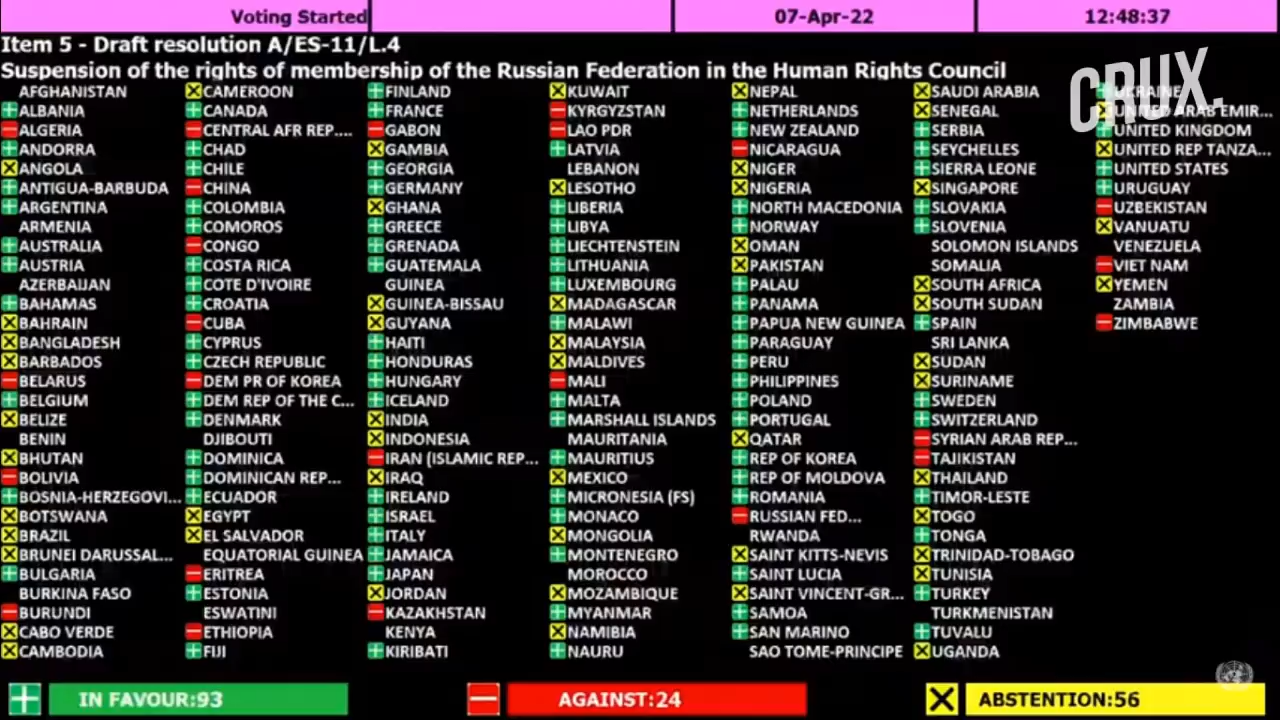 Voting Started 07-Apr-22 12:48:37
Item 5 - Draft resolution A/ES-11/L.4
Suspension of the rights of membership of the Russian Federation in the Human Rights Council
CRUX.
AFGHANISTAN
ALBANIA
ALGERIA
ANDORRA
ANGOLA
ANTIGUA-BARBUDA
ARGENTINA
ARMENIA
AUSTRALIA
AUSTRIA
AZERBAIJAN
BAHAMAS
BAHRAIN
BANGLADESH
BARBADOS
BELARUS
BELGIUM
BELIZE
BENIN
BHUTAN
BOLIVIA
BOSNIA-HERZEGOVI...
BOTSWANA
BRAZIL
BRUNEI DARUSSAL...
BULGARIA
BURKINA FASO
BURUNDI
CABO VERDE
CAMBODIA
CAMEROON
CANADA
CENTRAL AFR REP....
CHAD
CHILE
CHINA
COLOMBIA
COMOROS
CONGO
COSTA RICA
COTE D'IVOIRE
CROATIA
CUBA
CYPRUS
CZECH REPUBLIC
DEM PR OF KOREA
DEM REP OF THE C...
DENMARK
DJIBOUTI
DOMINICA
DOMINICAN REP...
ECUADOR
EGYPT
EL SALVADOR
EQUATORIAL GUINEA
ERITREA
ESTONIA
ESWATINI
ETHIOPIA
FIJI
FINLAND
FRANCE
GABON
GAMBIA
GEORGIA
GERMANY
GHANA
GREECE
GRENADA
GUATEMALA
GUINEA
GUINEA-BISSAU
GUYANA
HAITI
HONDURAS
HUNGARY
ICELAND
INDIA
INDONESIA
IRAN (ISLAMIC REP...
IRAQ
IRELAND
ISRAEL
ITALY
JAMAICA
JAPAN
JORDAN
KAZAKHSTAN
KENYA
KIRIBATI
KUWAIT
KYRGYZSTAN
LAO PDR
LATVIA
LEBANON
LESOTHO
LIBERIA
LIBYA
LIECHTENSTEIN
LITHUANIA
LUXEMBOURG
MADAGASCAR
MALAWI
MALAYSIA
MALDIVES
MALI
MALTA
MARSHALL ISLANDS
MAURITANIA
MAURITIUS
MEXICO
MICRONESIA (FS)
MONACO
MONGOLIA
MONTENEGRO
MOROCCO
MOZAMBIQUE
MYANMAR
NAMIBIA
NAURU
NEPAL
NETHERLANDS
NEW ZEALAND
NICARAGUA
NIGER
NIGERIA
NORTH MACEDONIA
NORWAY
OMAN
PAKISTAN
PALAU
PANAMA
PAPUA NEW GUINEA
PARAGUAY
PERU
PHILIPPINES
POLAND
PORTUGAL
QATAR
REP OF KOREA
REP OF MOLDOVA
ROMANIA
RUSSIAN FED...
RWANDA
SAINT KITTS-NEVIS
SAINT LUCIA
SAINT VINCENT-GR...
SAMOA
SAN MARINO
SAO TOME-PRINCIPE
SAUDI ARABIA
SENEGAL
SERBIA
SEYCHELLES
SIERRA LEONE
SINGAPORE
SLOVAKIA
SLOVENIA
SOLOMON ISLANDS
SOMALIA
SOUTH AFRICA
SOUTH SUDAN
SPAIN
SRI LANKA
SUDAN
SURINAME
SWEDEN
SWITZERLAND
SYRIAN ARAB REP...
TAJIKISTAN
THAILAND
TIMOR-LESTE
TOGO
TONGA
TRINIDAD-TOBAGO
TUNISIA
TURKEY
TURKMENISTAN
TUVALU
UGANDA
UKRAINE
UNITED ARAB EMIR...
UNITED KINGDOM
UNITED REP TANZA...
UNITED STATES
URUGUAY
UZBEKISTAN
VANUATU
VENEZUELA
VIET NAM
YEMEN
ZAMBIA
ZIMBABWE
IN FAVOUR:93 AGAINST:24 ABSTENTION:56